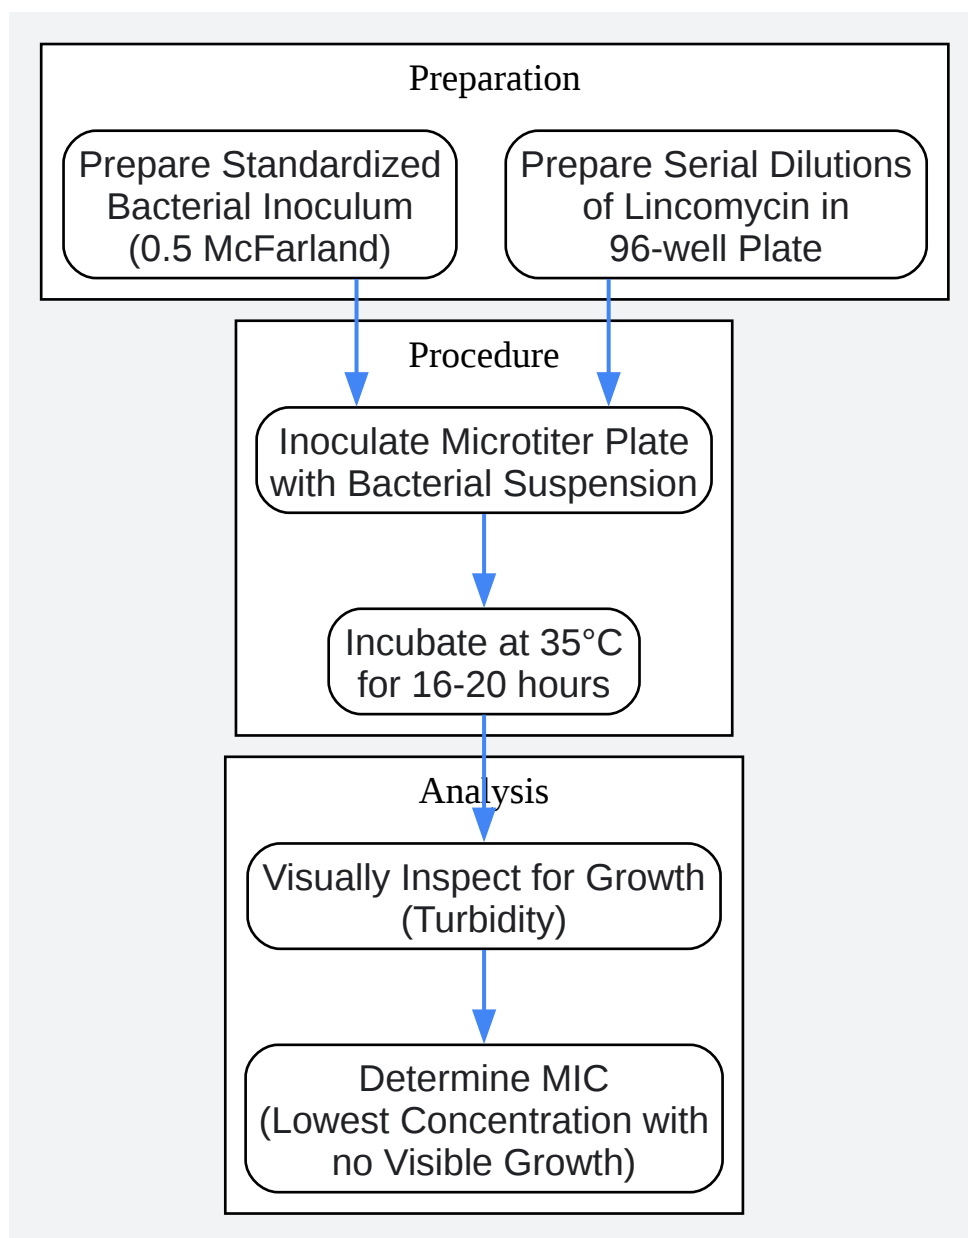 Preparation
Prepare Standardized
Bacterial Inoculum
(0.5 McFarland)
Prepare Serial Dilutions
of Lincomycin in
96-well Plate
Procedure
Inoculate Microtiter Plate
with Bacterial Suspension
Incubate at 35°C
for 16-20 hours
Analysis
Visually Inspect for Growth
(Turbidity)
Determine MIC
(Lowest Concentration with
no Visible Growth)